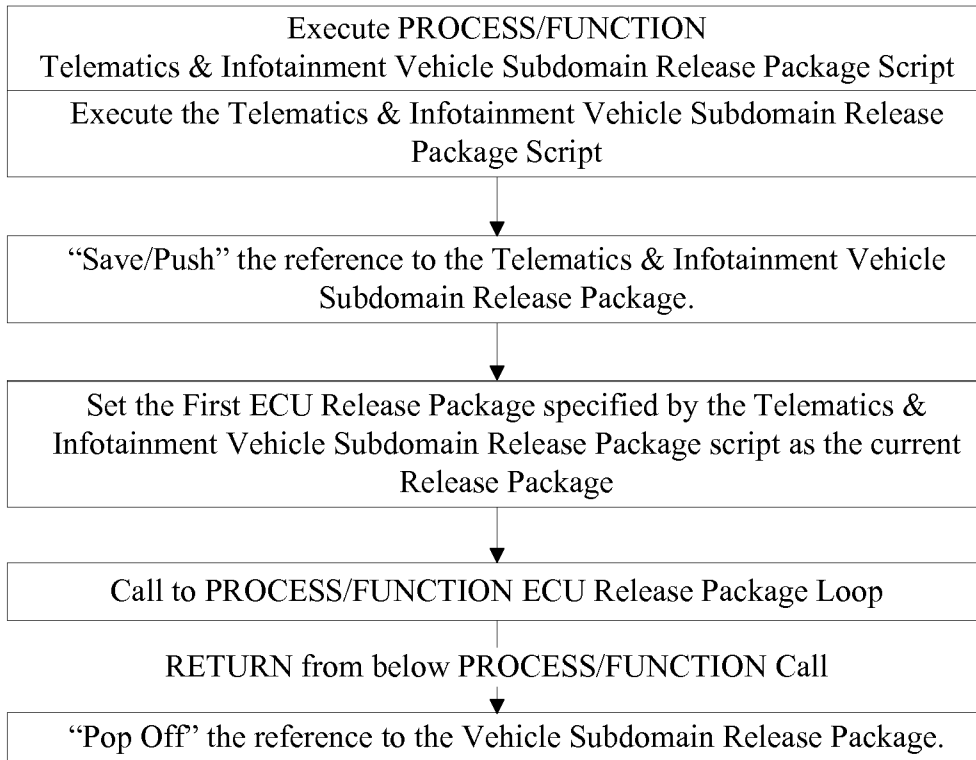 Execute PROCESS/FUNCTION
Telematics & Infotainment Vehicle Subdomain Release Package Script
Execute the Telematics & Infotainment Vehicle Subdomain Release
Package Script
“Save/Push” the reference to the Telematics & Infotainment Vehicle
Subdomain Release Package.
Set the First ECU Release Package specified by the Telematics &
Infotainment Vehicle Subdomain Release Package script as the current
Release Package
Call to PROCESS/FUNCTION ECU Release Package Loop
RETURN from below PROCESS/FUNCTION Call
“Pop Off” the reference to the Vehicle Subdomain Release Package.